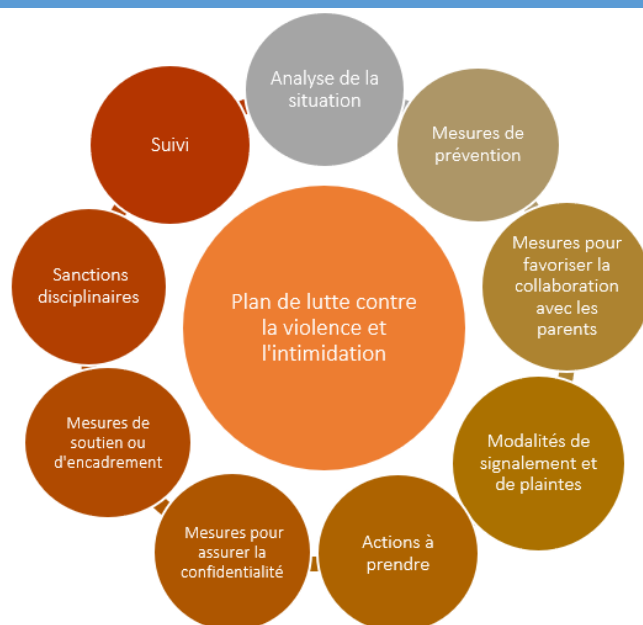 Analyse de la
situation
Mesures de
prévention
Mesures pour
favoriser la
collaboration
avec les
parents
Modalités de
signalement et
de plaintes
Actions à
prendre
Mesures pour
assurer la
confidentialité
Mesures de
soutien ou
d'encadrement
Sanctions
disciplinaires
Suivi
Plan de lutte contre
la violence et
l'intimidation